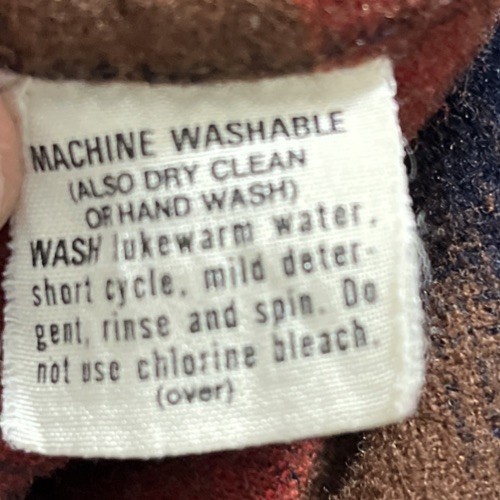 MACHINE WASHABLE
(ALSO DRY CLEAN
OR HAND WASH)
WASH lukewarm water,
short cycle, mild deter-
gent, rinse and spin. Do
not use chlorine bleach.
(over)